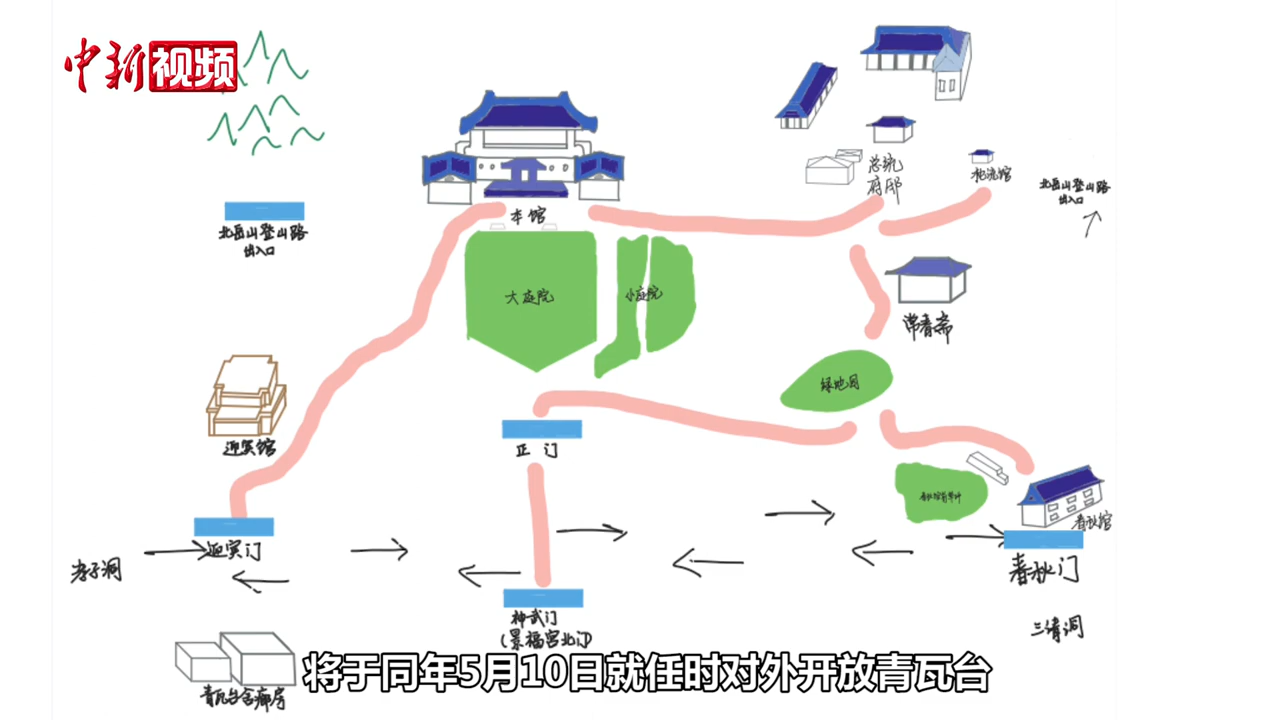 中新视频
总统
府邸
枕流馆
北岳山登山路
出入口
本馆
北岳山登山路
出入口
大庭院
小庭院
常春斋
绿地园
迎宾馆
正门
春秋馆
迎宾门
孝子洞
春秋门
神武门
(景福宫北门)
三清洞
将于同年5月10日就任时对外开放青瓦台
青瓦台舍廊房